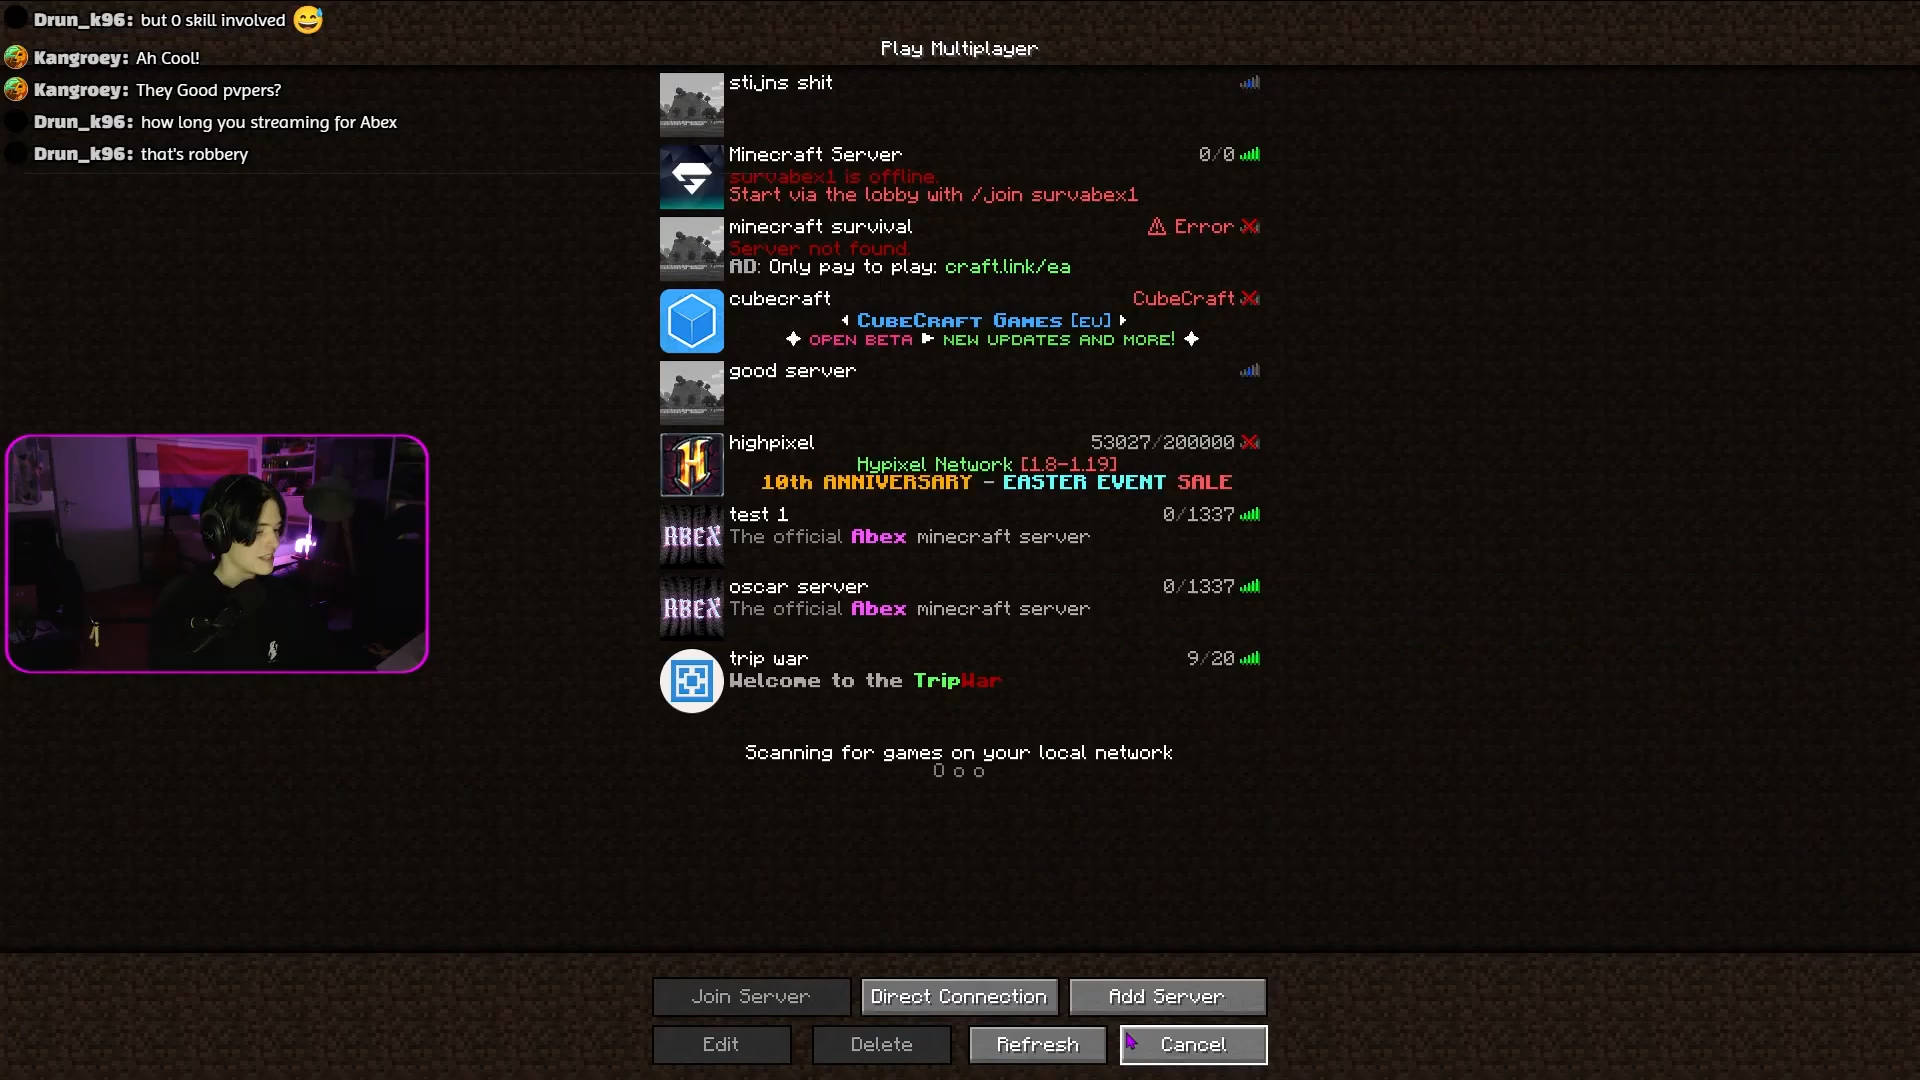 Drun_k96: but 0 skill involved 😅
Kangroey: Ah Cool!
Kangroey: They Good pvpers?
Drun_k96: how long you streaming for Abex
Drun_k96: that's robbery
Play Multiplayer
stijns shit
Minecraft Server 0/0
survabex1 is offline.
Start via the lobby with /join survabex1
minecraft survival ⚠ Error
Server not found.
AD: Only pay to play: craft.link/ea
cubecraft CubeCraft
CubeCraft Games [EU]
OPEN BETA ► NEW UPDATES AND MORE!
good server
highpixel 53027/200000
Hypixel Network [1.8-1.19]
10th ANNIVERSARY - EASTER EVENT SALE
test 1 0/1337
ABEX The official Abex minecraft server
oscar server 0/1337
ABEX The official Abex minecraft server
trip war 9/20
Welcome to the TripWar
Scanning for games on your local network
O o o
Join Server Direct Connection Add Server
Edit Delete Refresh Cancel